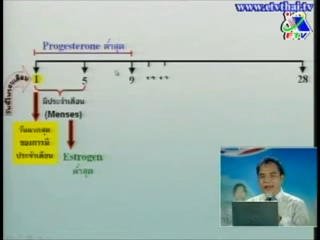 www.etvthai.tv
ETV
Progesterone ต่ำสุด
1 5 9 28
มีประจำเดือน
(Menses)
วันแรกสุด
ของการมี
ประจำเดือน
Estrogen
ต่ำสุด